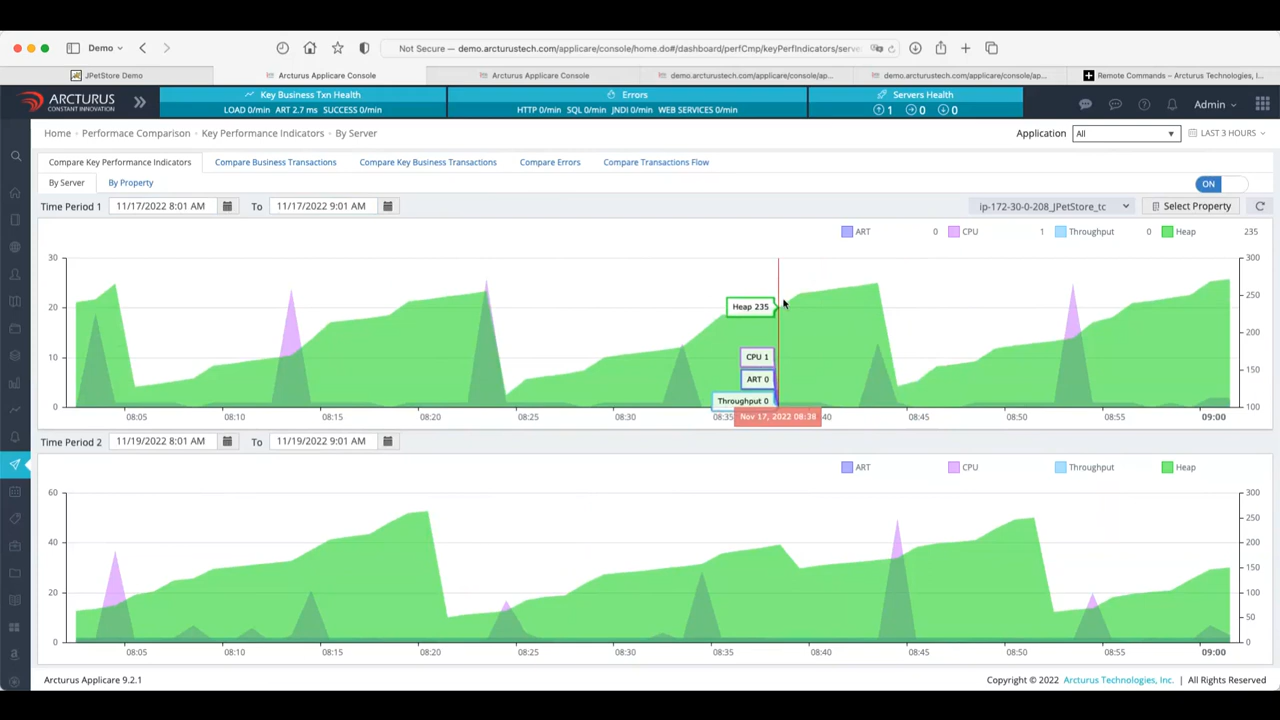 Demo
Not Secure — demo.arcturustech.com/applicare/console/home.do#/dashboard/perfCmp/keyPerfIndicators/serve
JPetStore Demo
Arcturus Applicare Console
Arcturus Applicare Console
demo.arcturustech.com/applicare/console/ap...
demo.arcturustech.com/applicare/console/ap...
Remote Commands – Arcturus Technologies, I...
ARCTURUS
CONSTANT INNOVATION
Key Business Txn Health
LOAD 0/min ART 2.7 ms SUCCESS 0/min
Errors
HTTP 0/min SQL 0/min JNDI 0/min WEB SERVICES 0/min
Servers Health
1 0 0
Admin
Home - Performace Comparison - Key Performance Indicators - By Server
Application All LAST 3 HOURS
Compare Key Performance Indicators Compare Business Transactions Compare Key Business Transactions Compare Errors Compare Transactions Flow
By Server By Property
ON
Time Period 1 11/17/2022 8:01 AM To 11/17/2022 9:01 AM
ip-172-30-0-208_JPetStore_tc Select Property
ART 0 CPU 1 Throughput 0 Heap 235
30 300
250
20
Heap 235
200
10
CPU 1
150
ART 0
Throughput 0
0 100
08:05 08:10 08:15 08:20 08:25 08:30 08:35 Nov 17, 2022 08:38 :40 08:45 08:50 08:55 09:00
Time Period 2 11/19/2022 8:01 AM To 11/19/2022 9:01 AM
ART CPU Throughput Heap
60 300
250
40 200
150
20 100
50
0 0
08:05 08:10 08:15 08:20 08:25 08:30 08:35 08:40 08:45 08:50 08:55 09:00
Arcturus Applicare 9.2.1
Copyright © 2022 Arcturus Technologies, Inc. | All Rights Reserved